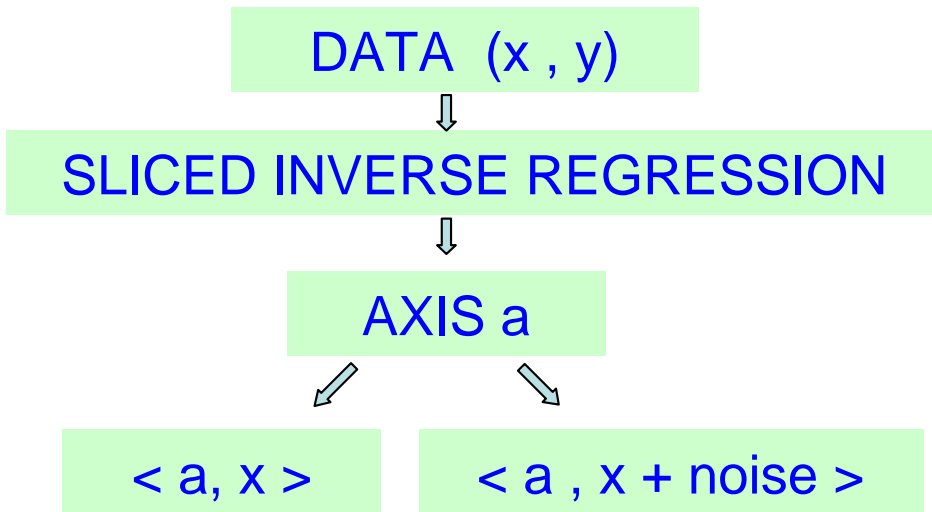 DATA (x , y)
SLICED INVERSE REGRESSION
AXIS a
< a, x >
< a , x + noise >